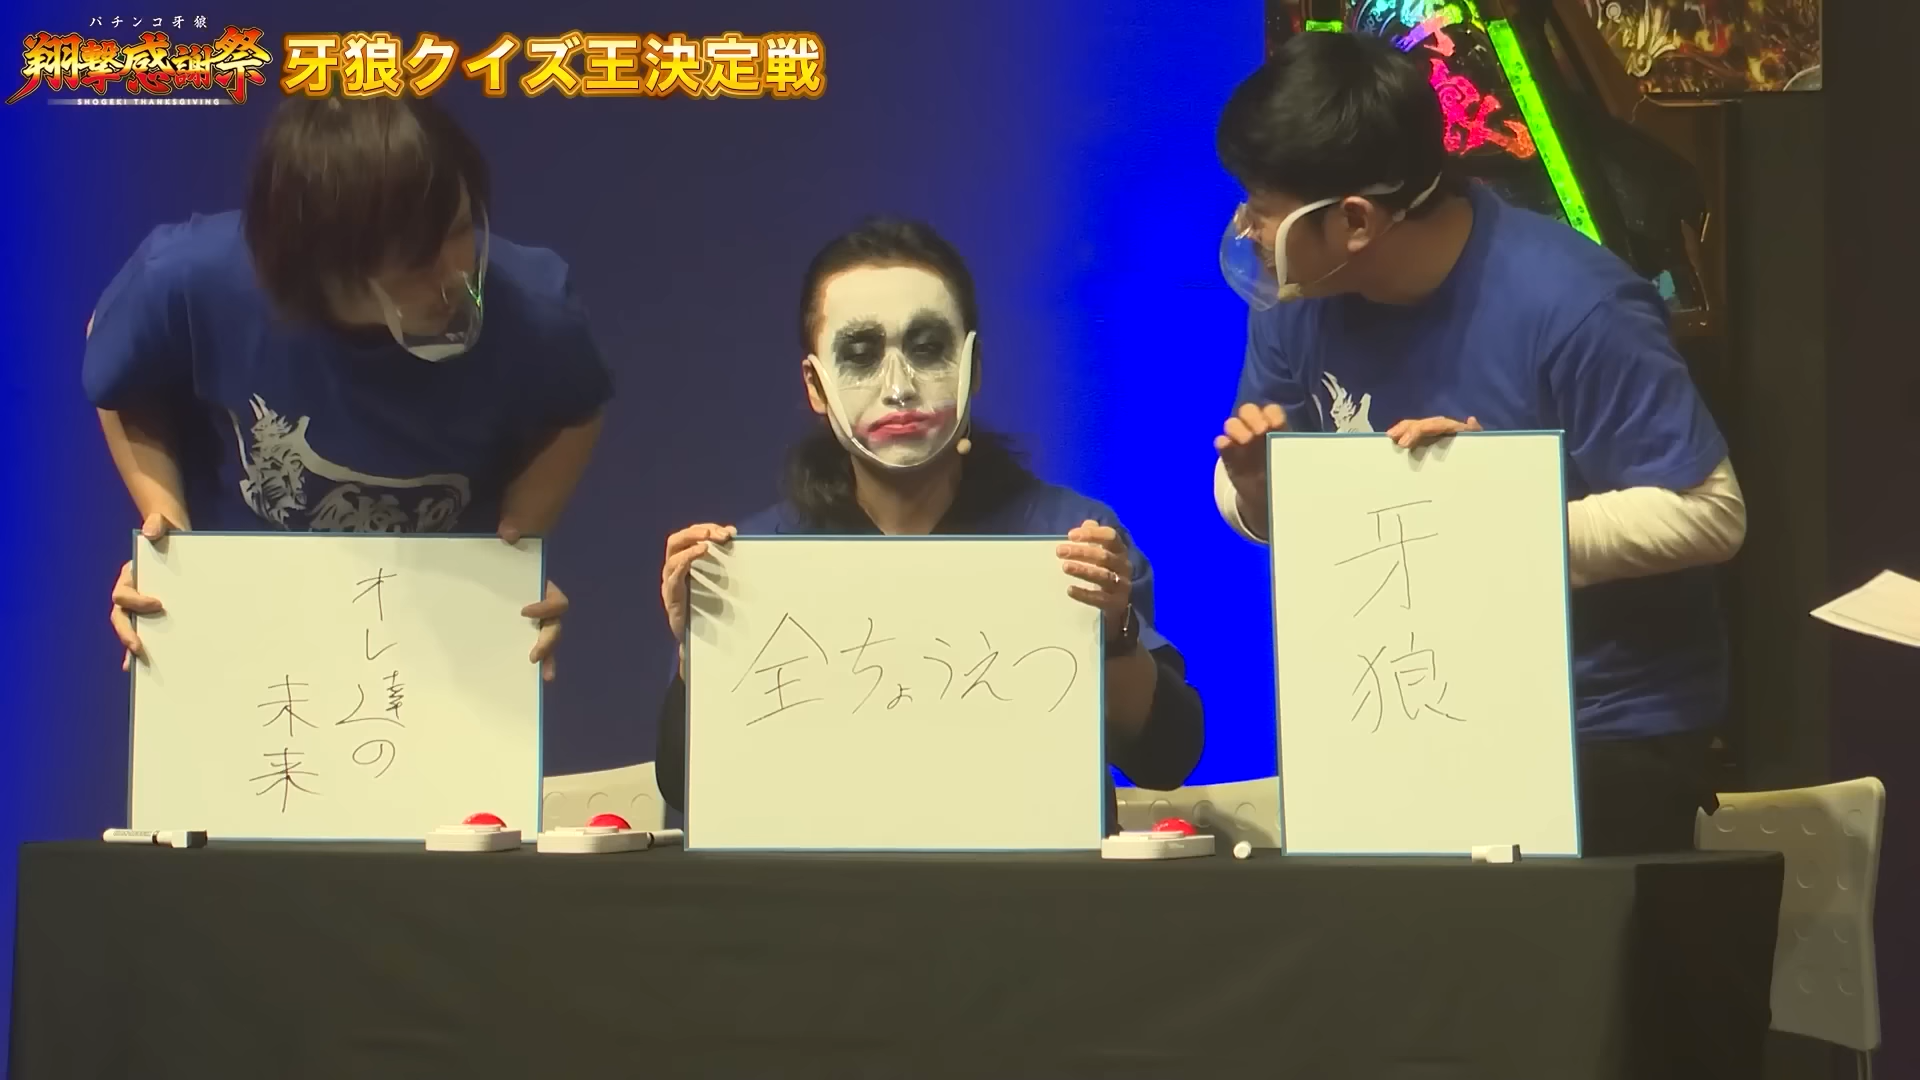 パチンコ牙狼
翔撃感謝祭
SHOGEKI THANKSGIVING
牙狼クイズ王決定戦
オレ達の
未来
全ちょうえつ
牙狼